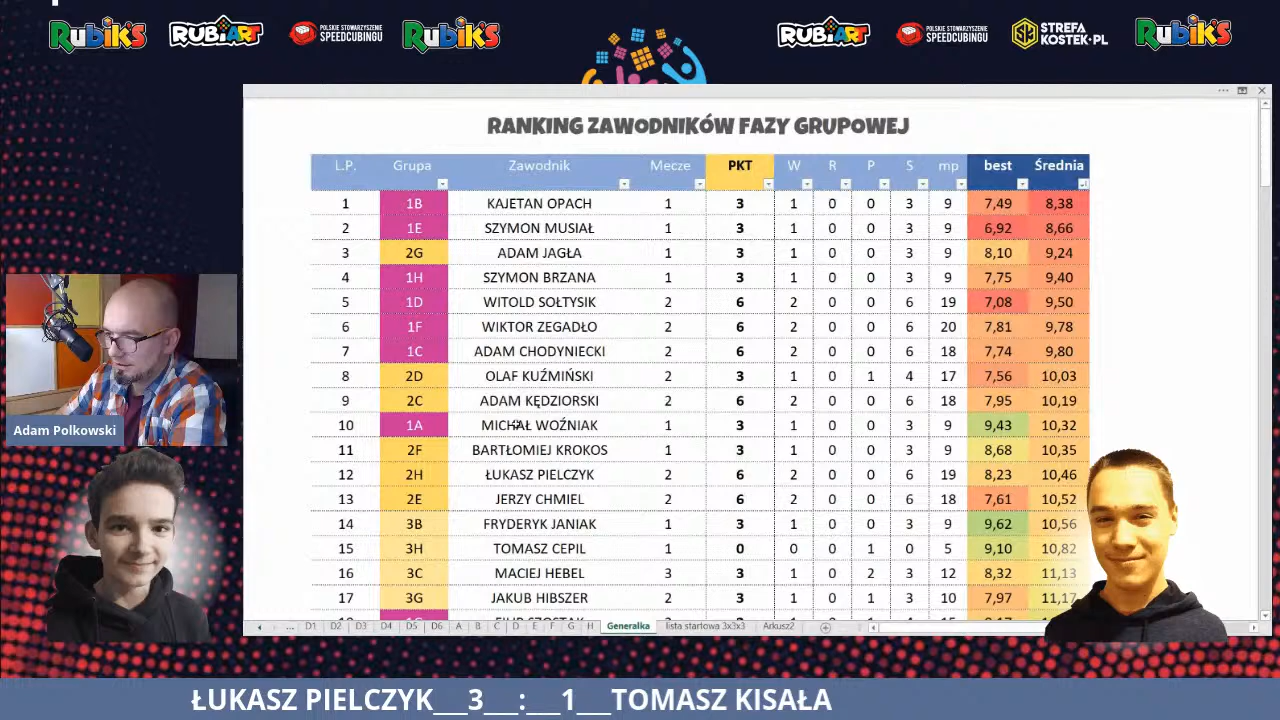 RUBIK'S RUBIART POLSKIE STOWARZYSZENIE SPEEDCUBINGU RUBIK'S RUBIART POLSKIE STOWARZYSZENIE SPEEDCUBINGU STREFA KOSTEK.PL RUBIK'S
RANKING ZAWODNIKÓW FAZY GRUPOWEJ
L.P. Grupa Zawodnik Mecze PKT W R P S mp best Średnia
1 1B KAJETAN OPACH 1 3 1 0 0 3 9 7,49 8,38
2 1E SZYMON MUSIAŁ 1 3 1 0 0 3 9 6,92 8,66
3 2G ADAM JAGŁA 1 3 1 0 0 3 9 8,10 9,24
4 1H SZYMON BRZANA 1 3 1 0 0 3 9 7,75 9,40
5 1D WITOLD SOŁTYSIK 2 6 2 0 0 6 19 7,08 9,50
6 1F WIKTOR ZEGADŁO 2 6 2 0 0 6 20 7,81 9,78
7 1C ADAM CHODYNIECKI 2 6 2 0 0 6 18 7,74 9,80
8 2D OLAF KUŹMIŃSKI 2 3 1 0 1 4 17 7,56 10,03
9 2C ADAM KĘDZIORSKI 2 6 2 0 0 6 18 7,95 10,19
10 1A MICHAŁ WOŹNIAK 1 3 1 0 0 3 9 9,43 10,32
11 2F BARTŁOMIEJ KROKOS 1 3 1 0 0 3 9 8,68 10,35
12 2H ŁUKASZ PIELCZYK 2 6 2 0 0 6 19 8,23 10,46
13 2E JERZY CHMIEL 2 6 2 0 0 6 18 7,61 10,52
14 3B FRYDERYK JANIAK 1 3 1 0 0 3 9 9,62 10,56
15 3H TOMASZ CEPIL 1 0 0 0 1 0 5 9,10 10,82
16 3C MACIEJ HEBEL 3 3 1 0 2 3 12 8,32 11,13
17 3G JAKUB HIBSZER 2 3 1 0 1 3 10 7,97 11,17
Adam Polkowski
... D1 D2 D3 D4 D5 D6 A B C D E F G H Generalka lista startowa 3x3x3 Arkusz2
ŁUKASZ PIELCZYK___3___:___1___TOMASZ KISAŁA